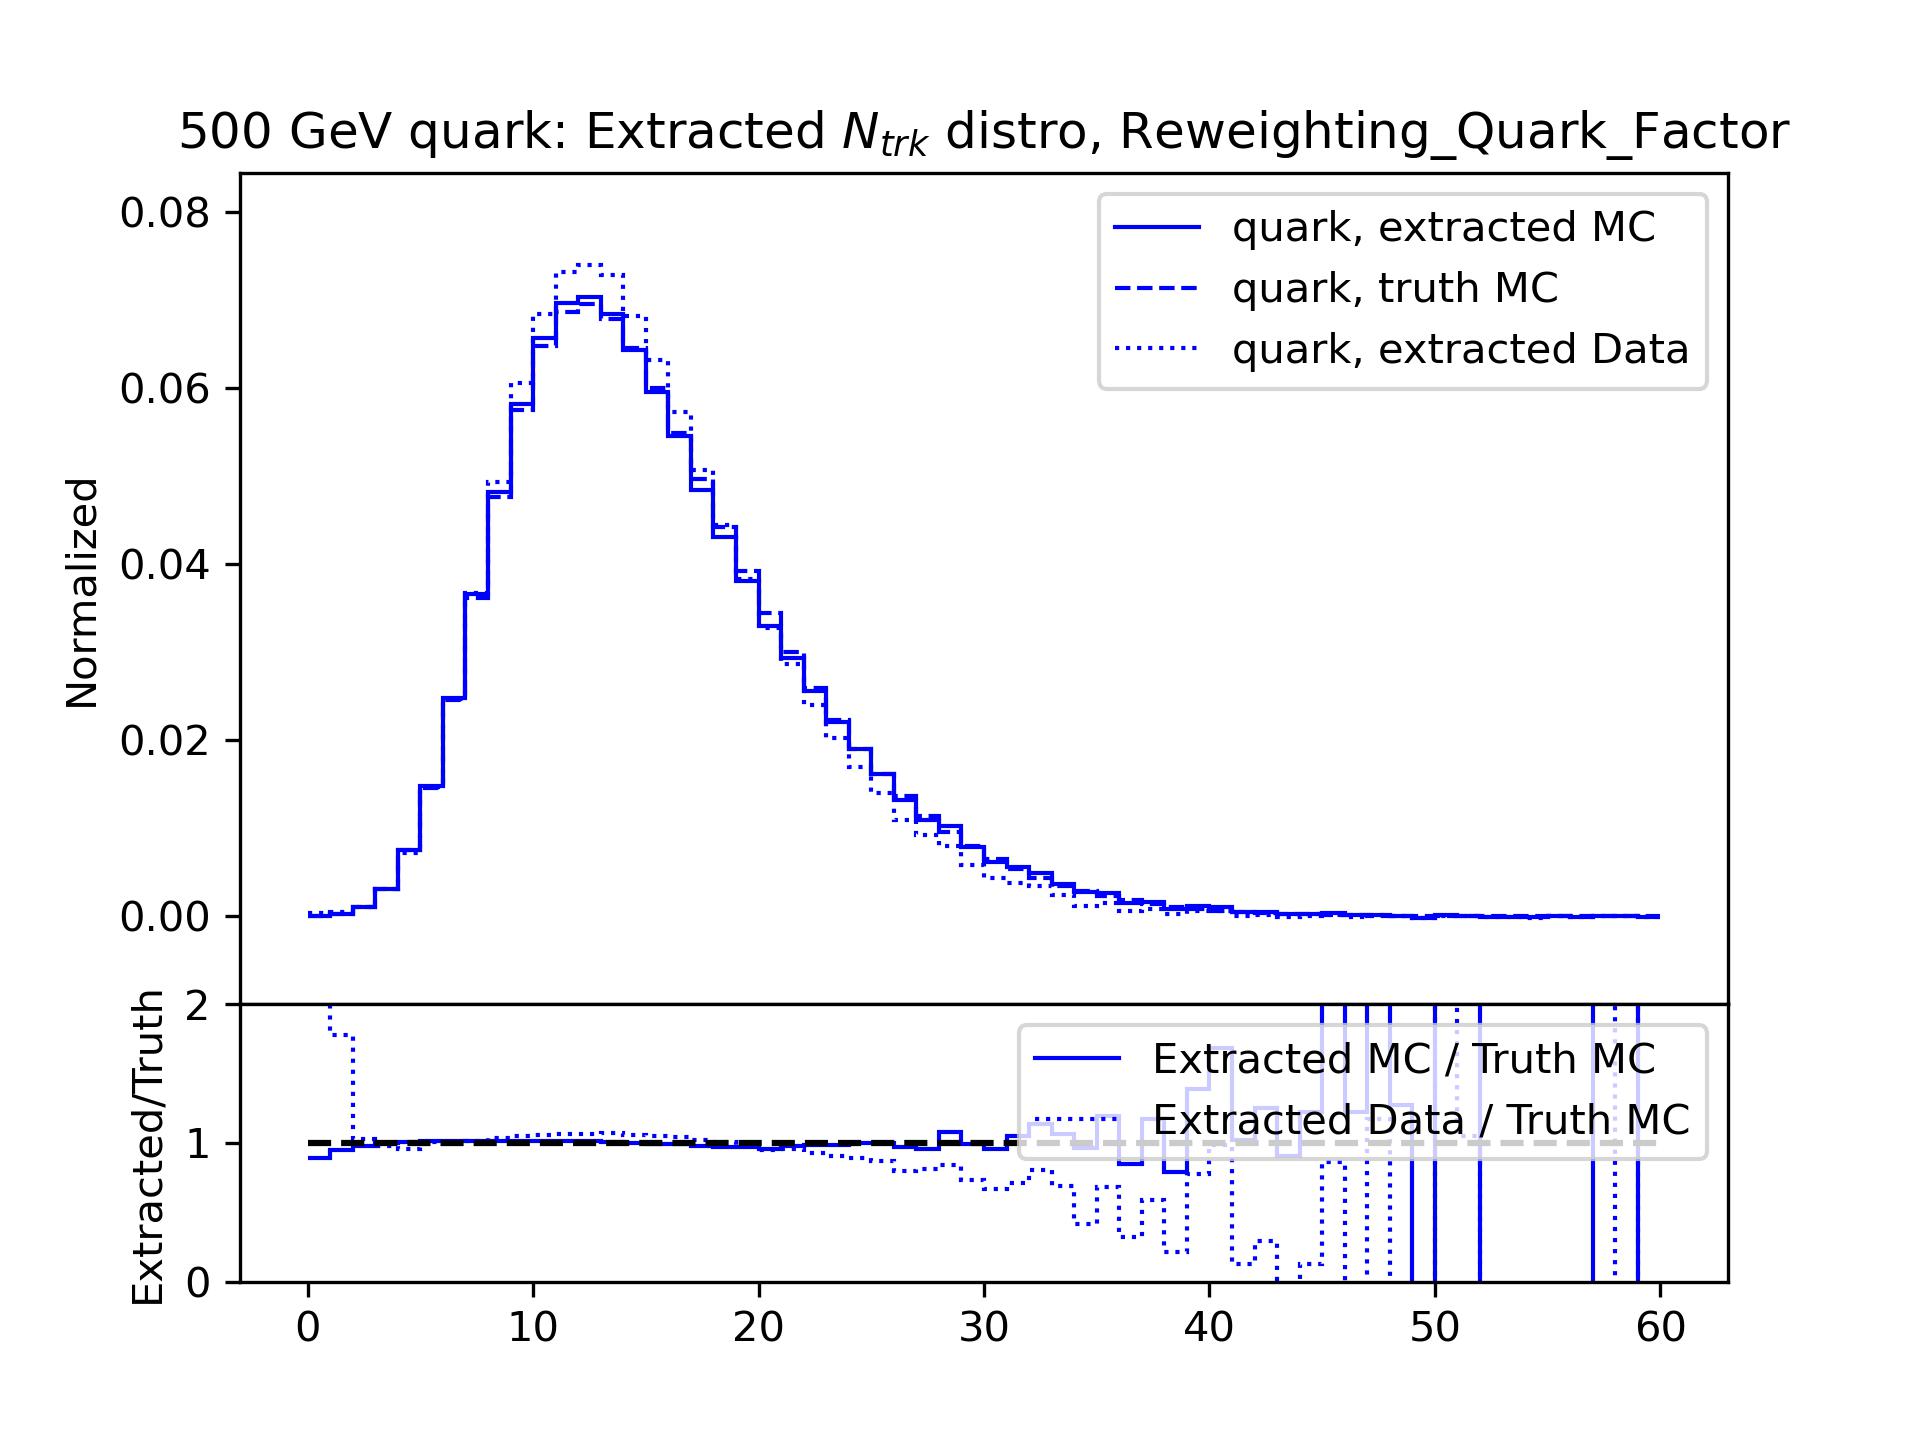 500 GeV quark: Extracted N_trk distro, Reweighting_Quark_Factor
0.08
0.06
0.04
0.02
0.00
Normalized
quark, extracted MC
quark, truth MC
quark, extracted Data
2
1
0
Extracted/Truth
Extracted MC / Truth MC
Extracted Data / Truth MC
0 10 20 30 40 50 60